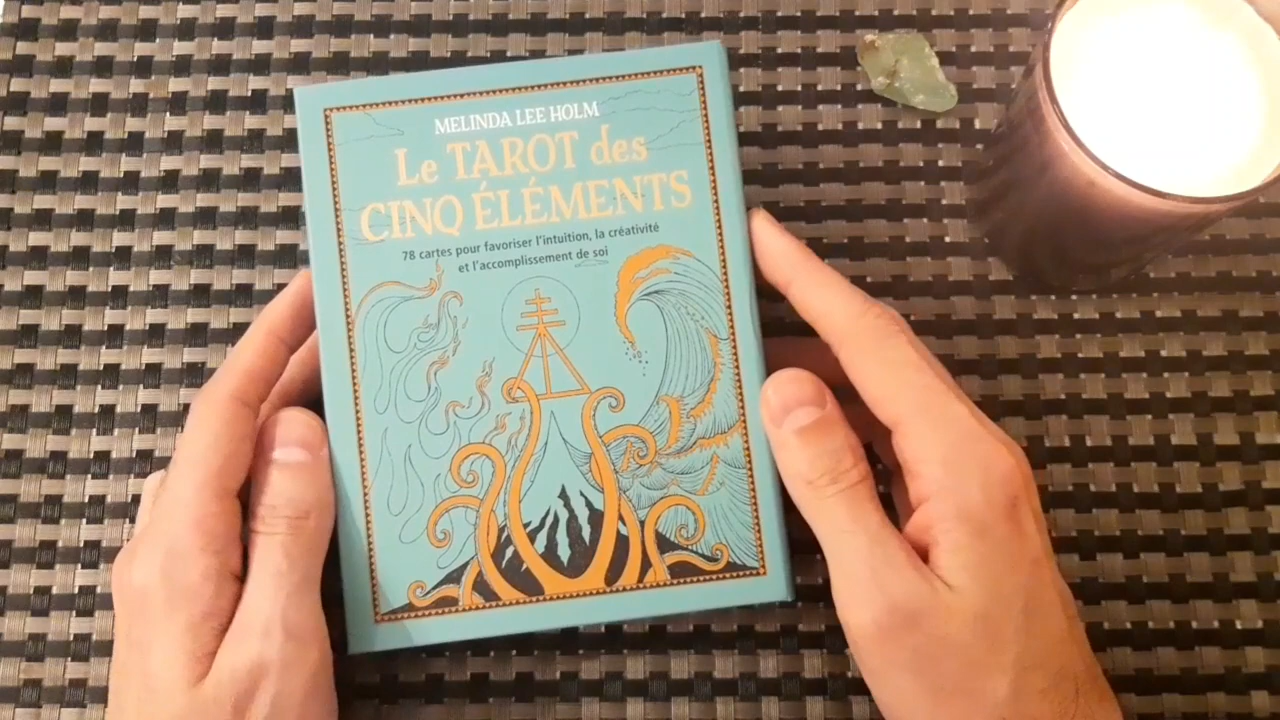 MELINDA LEE HOLM
Le TAROT des
CINQ ÉLÉMENTS
78 cartes pour favoriser l'intuition, la créativité
et l'accomplissement de soi